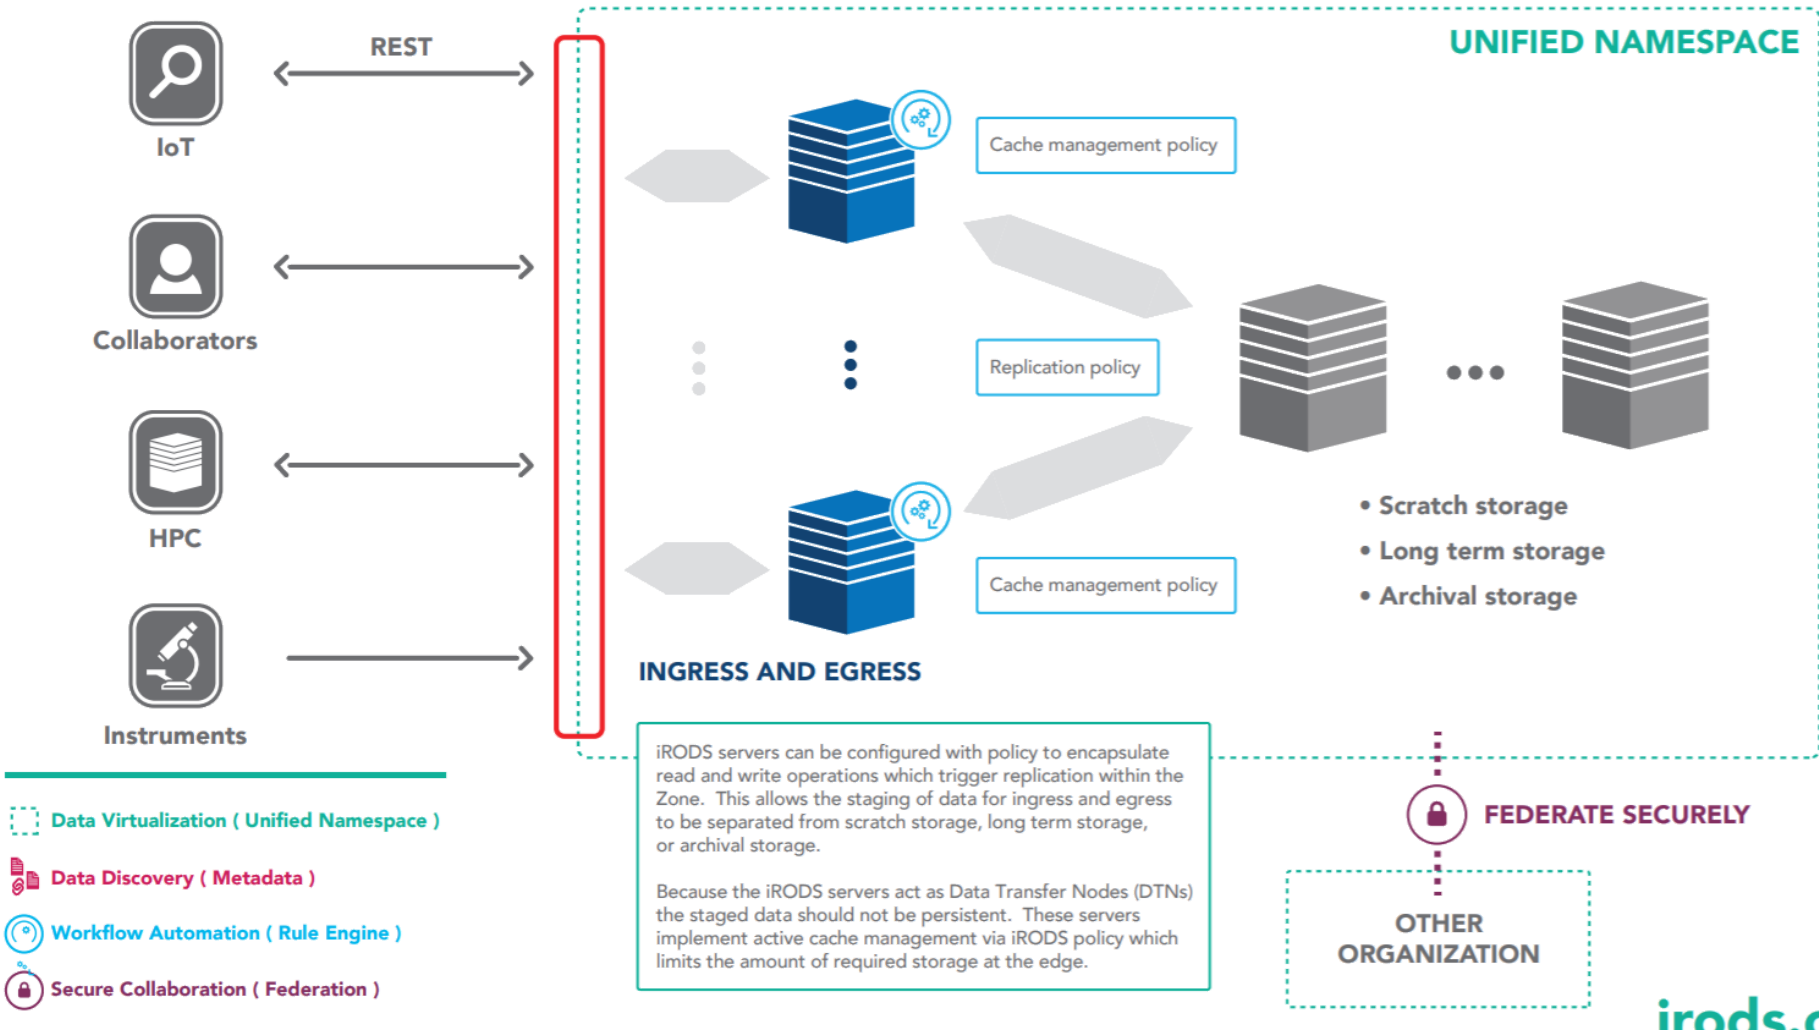 REST
UNIFIED NAMESPACE
IoT
Cache management policy
Collaborators
Replication policy
HPC
• Scratch storage
• Long term storage
• Archival storage
Cache management policy
Instruments
INGRESS AND EGRESS
iRODS servers can be configured with policy to encapsulate
read and write operations which trigger replication within the
Zone. This allows the staging of data for ingress and egress
to be separated from scratch storage, long term storage,
or archival storage.
Because the iRODS servers act as Data Transfer Nodes (DTNs)
the staged data should not be persistent. These servers
implement active cache management via iRODS policy which
limits the amount of required storage at the edge.
Data Virtualization ( Unified Namespace )
Data Discovery ( Metadata )
Workflow Automation ( Rule Engine )
Secure Collaboration ( Federation )
FEDERATE SECURELY
OTHER
ORGANIZATION